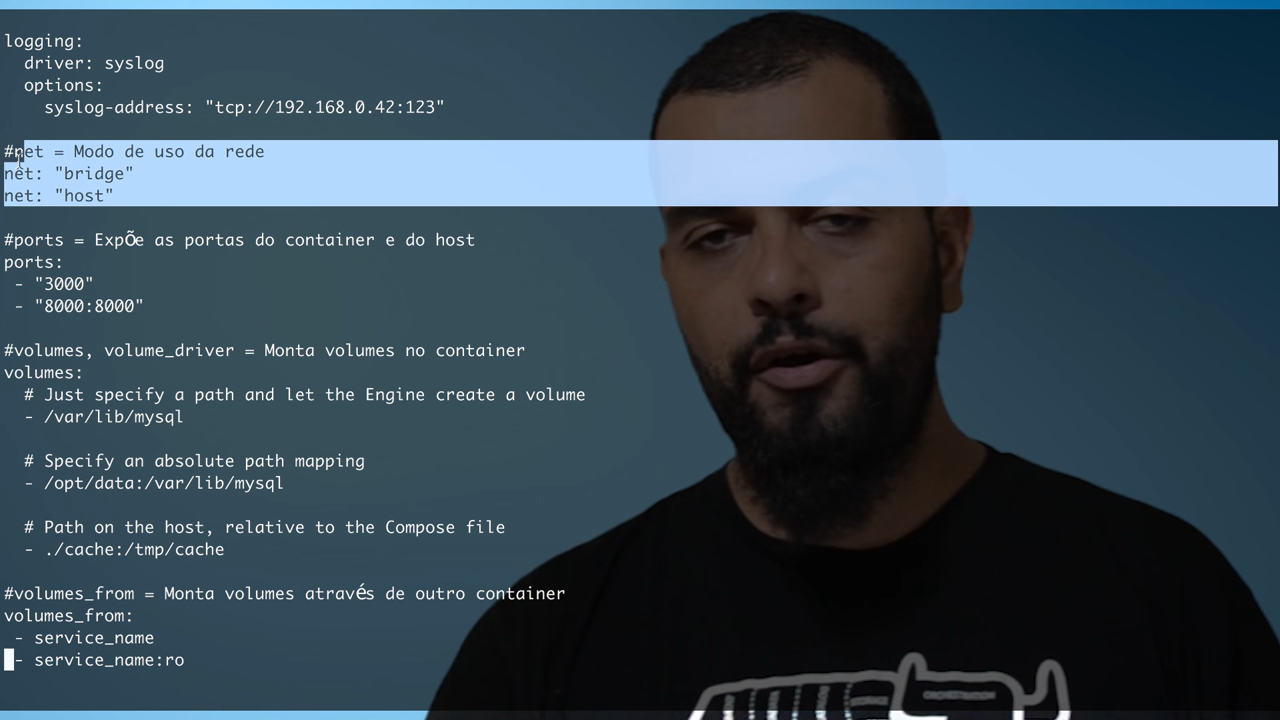 logging:
  driver: syslog
  options:
    syslog-address: "tcp://192.168.0.42:123"
#net = Modo de uso da rede
net: "bridge"
net: "host"
#ports = Expõe as portas do container e do host
ports:
 - "3000"
 - "8000:8000"
#volumes, volume_driver = Monta volumes no container
volumes:
  # Just specify a path and let the Engine create a volume
  - /var/lib/mysql
  # Specify an absolute path mapping
  - /opt/data:/var/lib/mysql
  # Path on the host, relative to the Compose file
  - ./cache:/tmp/cache
#volumes_from = Monta volumes através de outro container
volumes_from:
 - service_name
 - service_name:ro